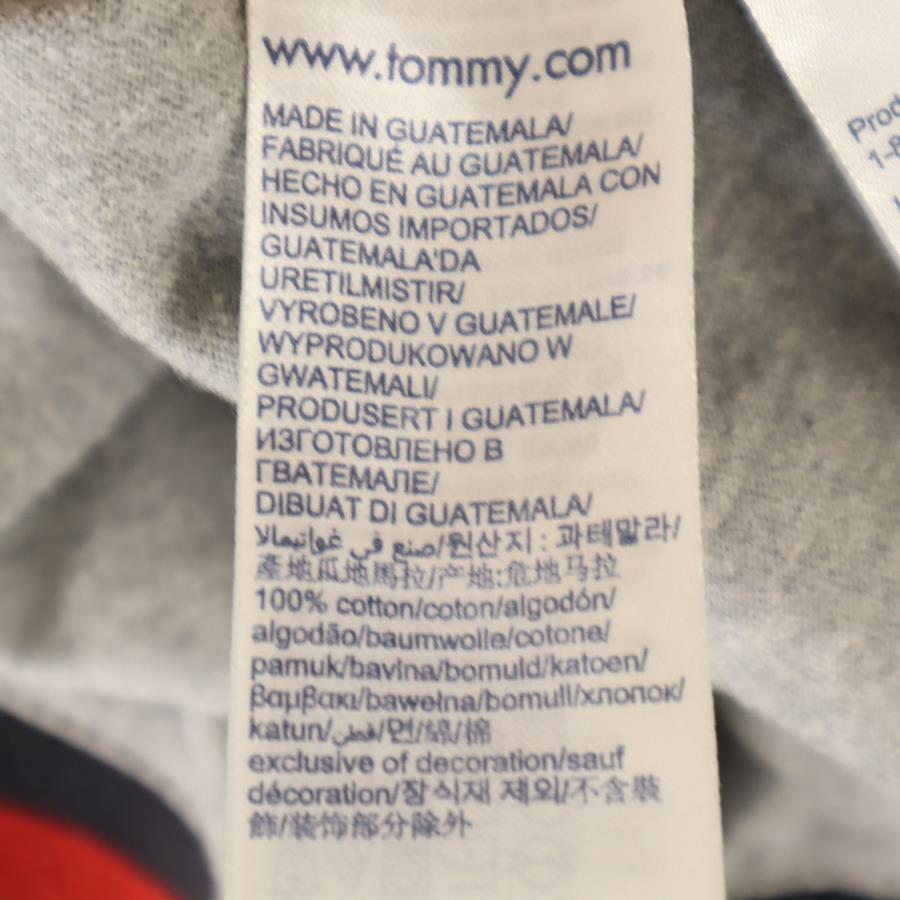 www.tommy.com
MADE IN GUATEMALA/
FABRIQUÉ AU GUATEMALA/
HECHO EN GUATEMALA CON
INSUMOS IMPORTADOS/
GUATEMALA'DA
URETILMISTIR/
VYROBENO V GUATEMALE/
WYPRODUKOWANO W
GWATEMALI/
PRODUSERT I GUATEMALA/
ИЗГОТОВЛЕНО В
ГВАТЕМАЛЕ/
DIBUAT DI GUATEMALA/
صنع في غواتيمالا/원산지 : 과테말라/
產地瓜地馬拉/产地:危地马拉
100% cotton/coton/algodón/
algodão/baumwolle/cotone/
pamuk/bavlna/bomuld/katoen/
βαμβακι/bawełna/bomull/хлопок/
katun/قطن/면/綿/棉
exclusive of decoration/sauf
décoration/장식재 제외/不含裝
飾/装饰部分除外
Prod
1-8